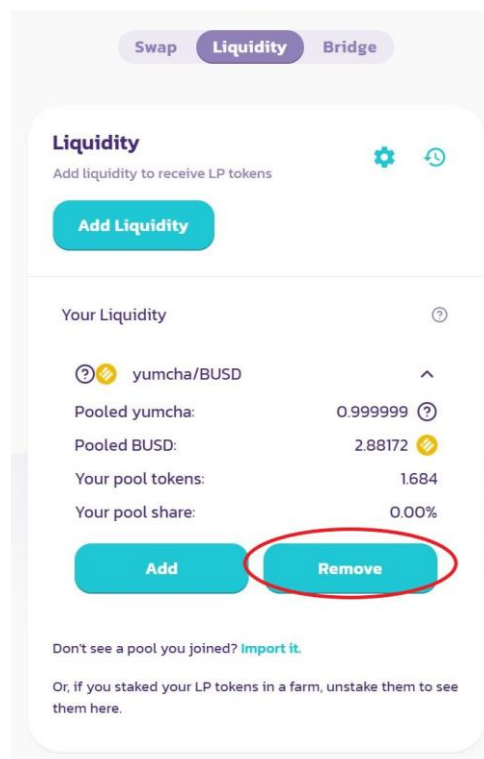 Swap Liquidity Bridge
Liquidity
Add liquidity to receive LP tokens
Add Liquidity
Your Liquidity
yumcha/BUSD
Pooled yumcha: 0.999999
Pooled BUSD: 2.88172
Your pool tokens: 1.684
Your pool share: 0.00%
Add Remove
Don't see a pool you joined? Import it.
Or, if you staked your LP tokens in a farm, unstake them to see
them here.